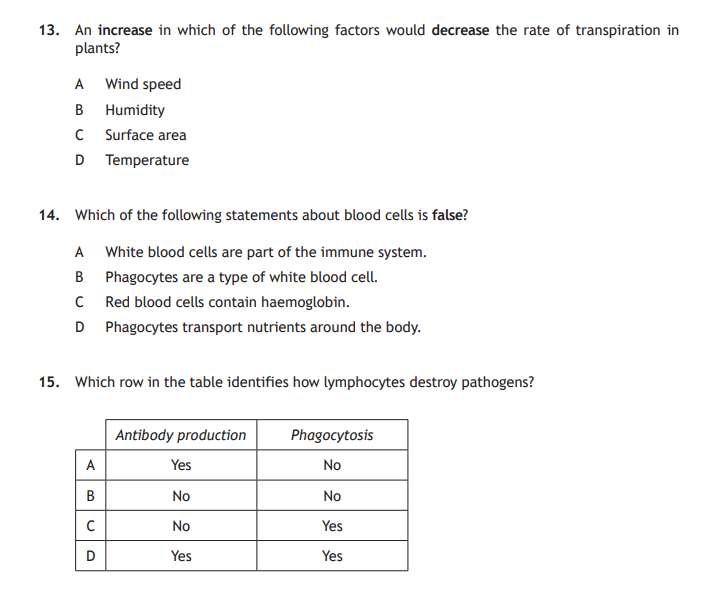 13. An increase in which of the following factors would decrease the rate of transpiration in
plants?
A Wind speed
B Humidity
C Surface area
D Temperature
14. Which of the following statements about blood cells is false?
A White blood cells are part of the immune system.
B Phagocytes are a type of white blood cell.
C Red blood cells contain haemoglobin.
D Phagocytes transport nutrients around the body.
15. Which row in the table identifies how lymphocytes destroy pathogens?
Antibody production Phagocytosis
A Yes No
B No No
C No Yes
D Yes Yes